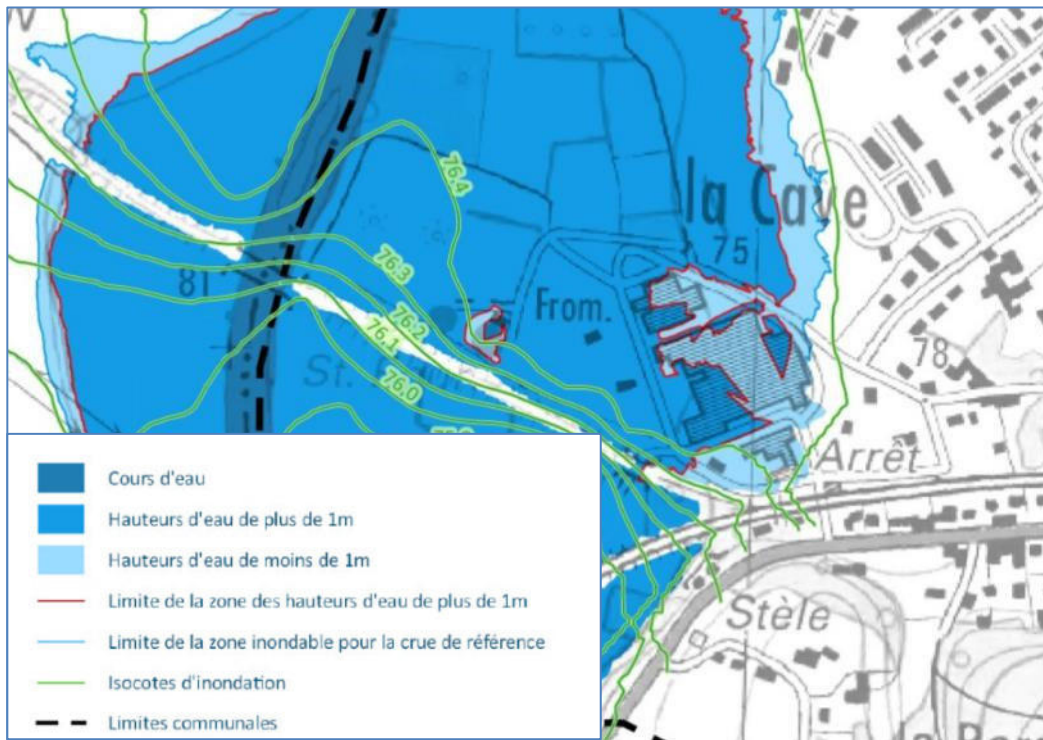 76.4
la Cave
75
76.3
81
From.
76.2
76.1
76.0
St.
78
Arrêt
Stèle
Cours d'eau
Hauteurs d'eau de plus de 1m
Hauteurs d'eau de moins de 1m
Limite de la zone des hauteurs d'eau de plus de 1m
Limite de la zone inondable pour la crue de référence
Isocotes d'inondation
Limites communales